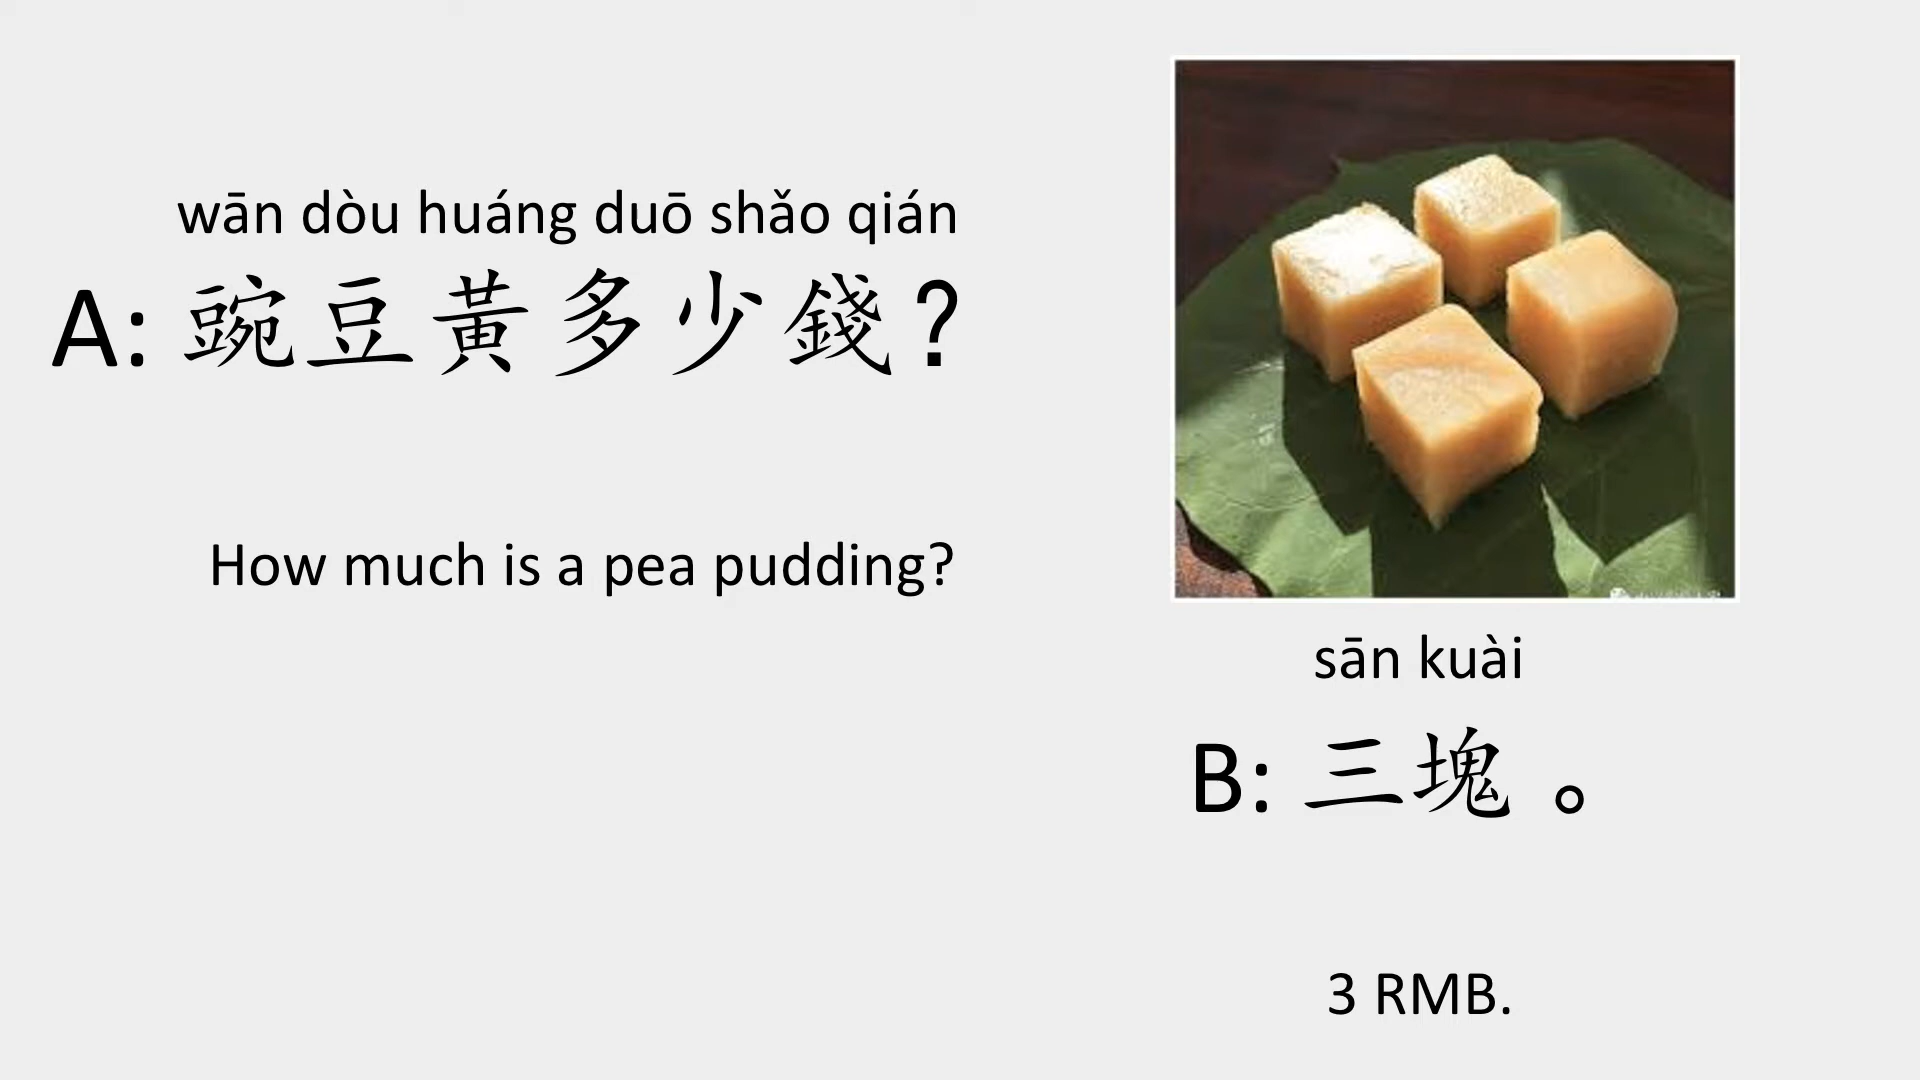 wān dòu huáng duō shǎo qián
A: 豌豆黃多少錢?
How much is a pea pudding?
sān kuài
B: 三塊。
3 RMB.